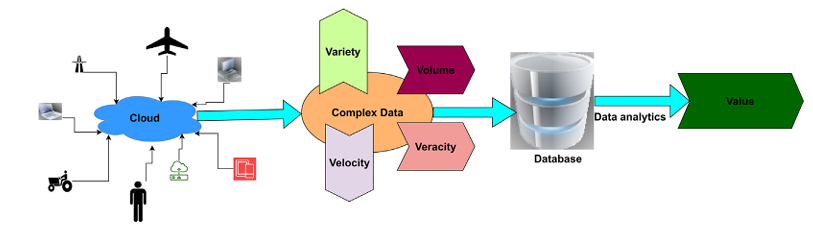 Cloud
Variety
Volume
Complex Data
Velocity
Veracity
Database
Data analytics
Value